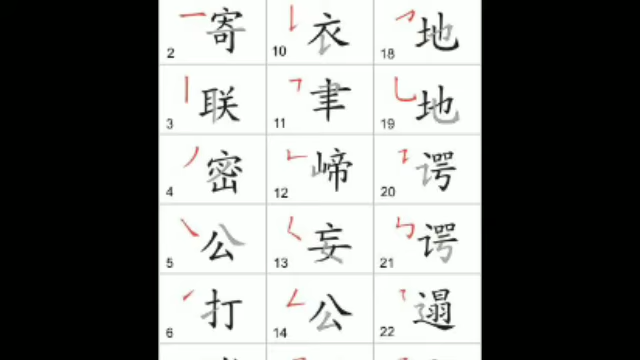 寄 衣 地
2 10 18
联 聿 地
3 11 19
密 崹 谔
4 12 20
公 妄 谔
5 13 21
打 公 遢
6 14 22